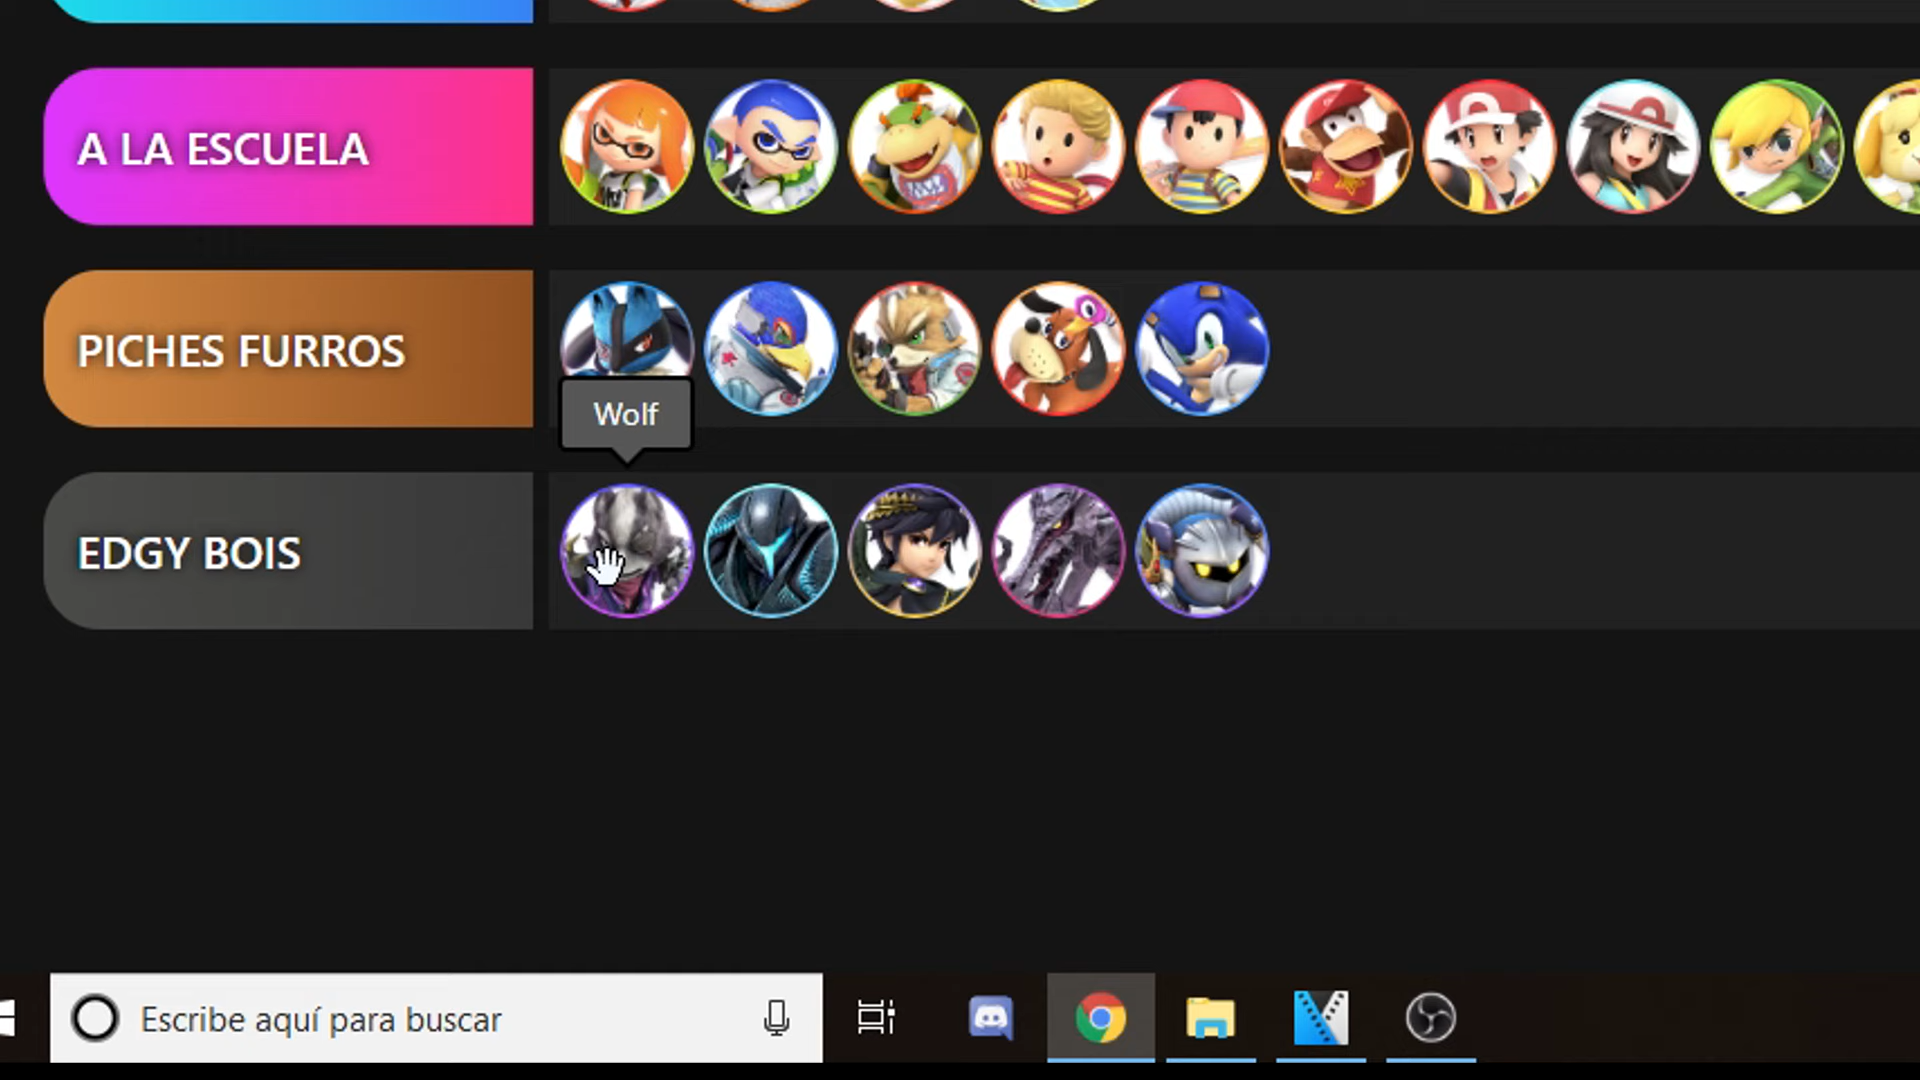 A LA ESCUELA
PICHES FURROS
Wolf
EDGY BOIS
Escribe aquí para buscar